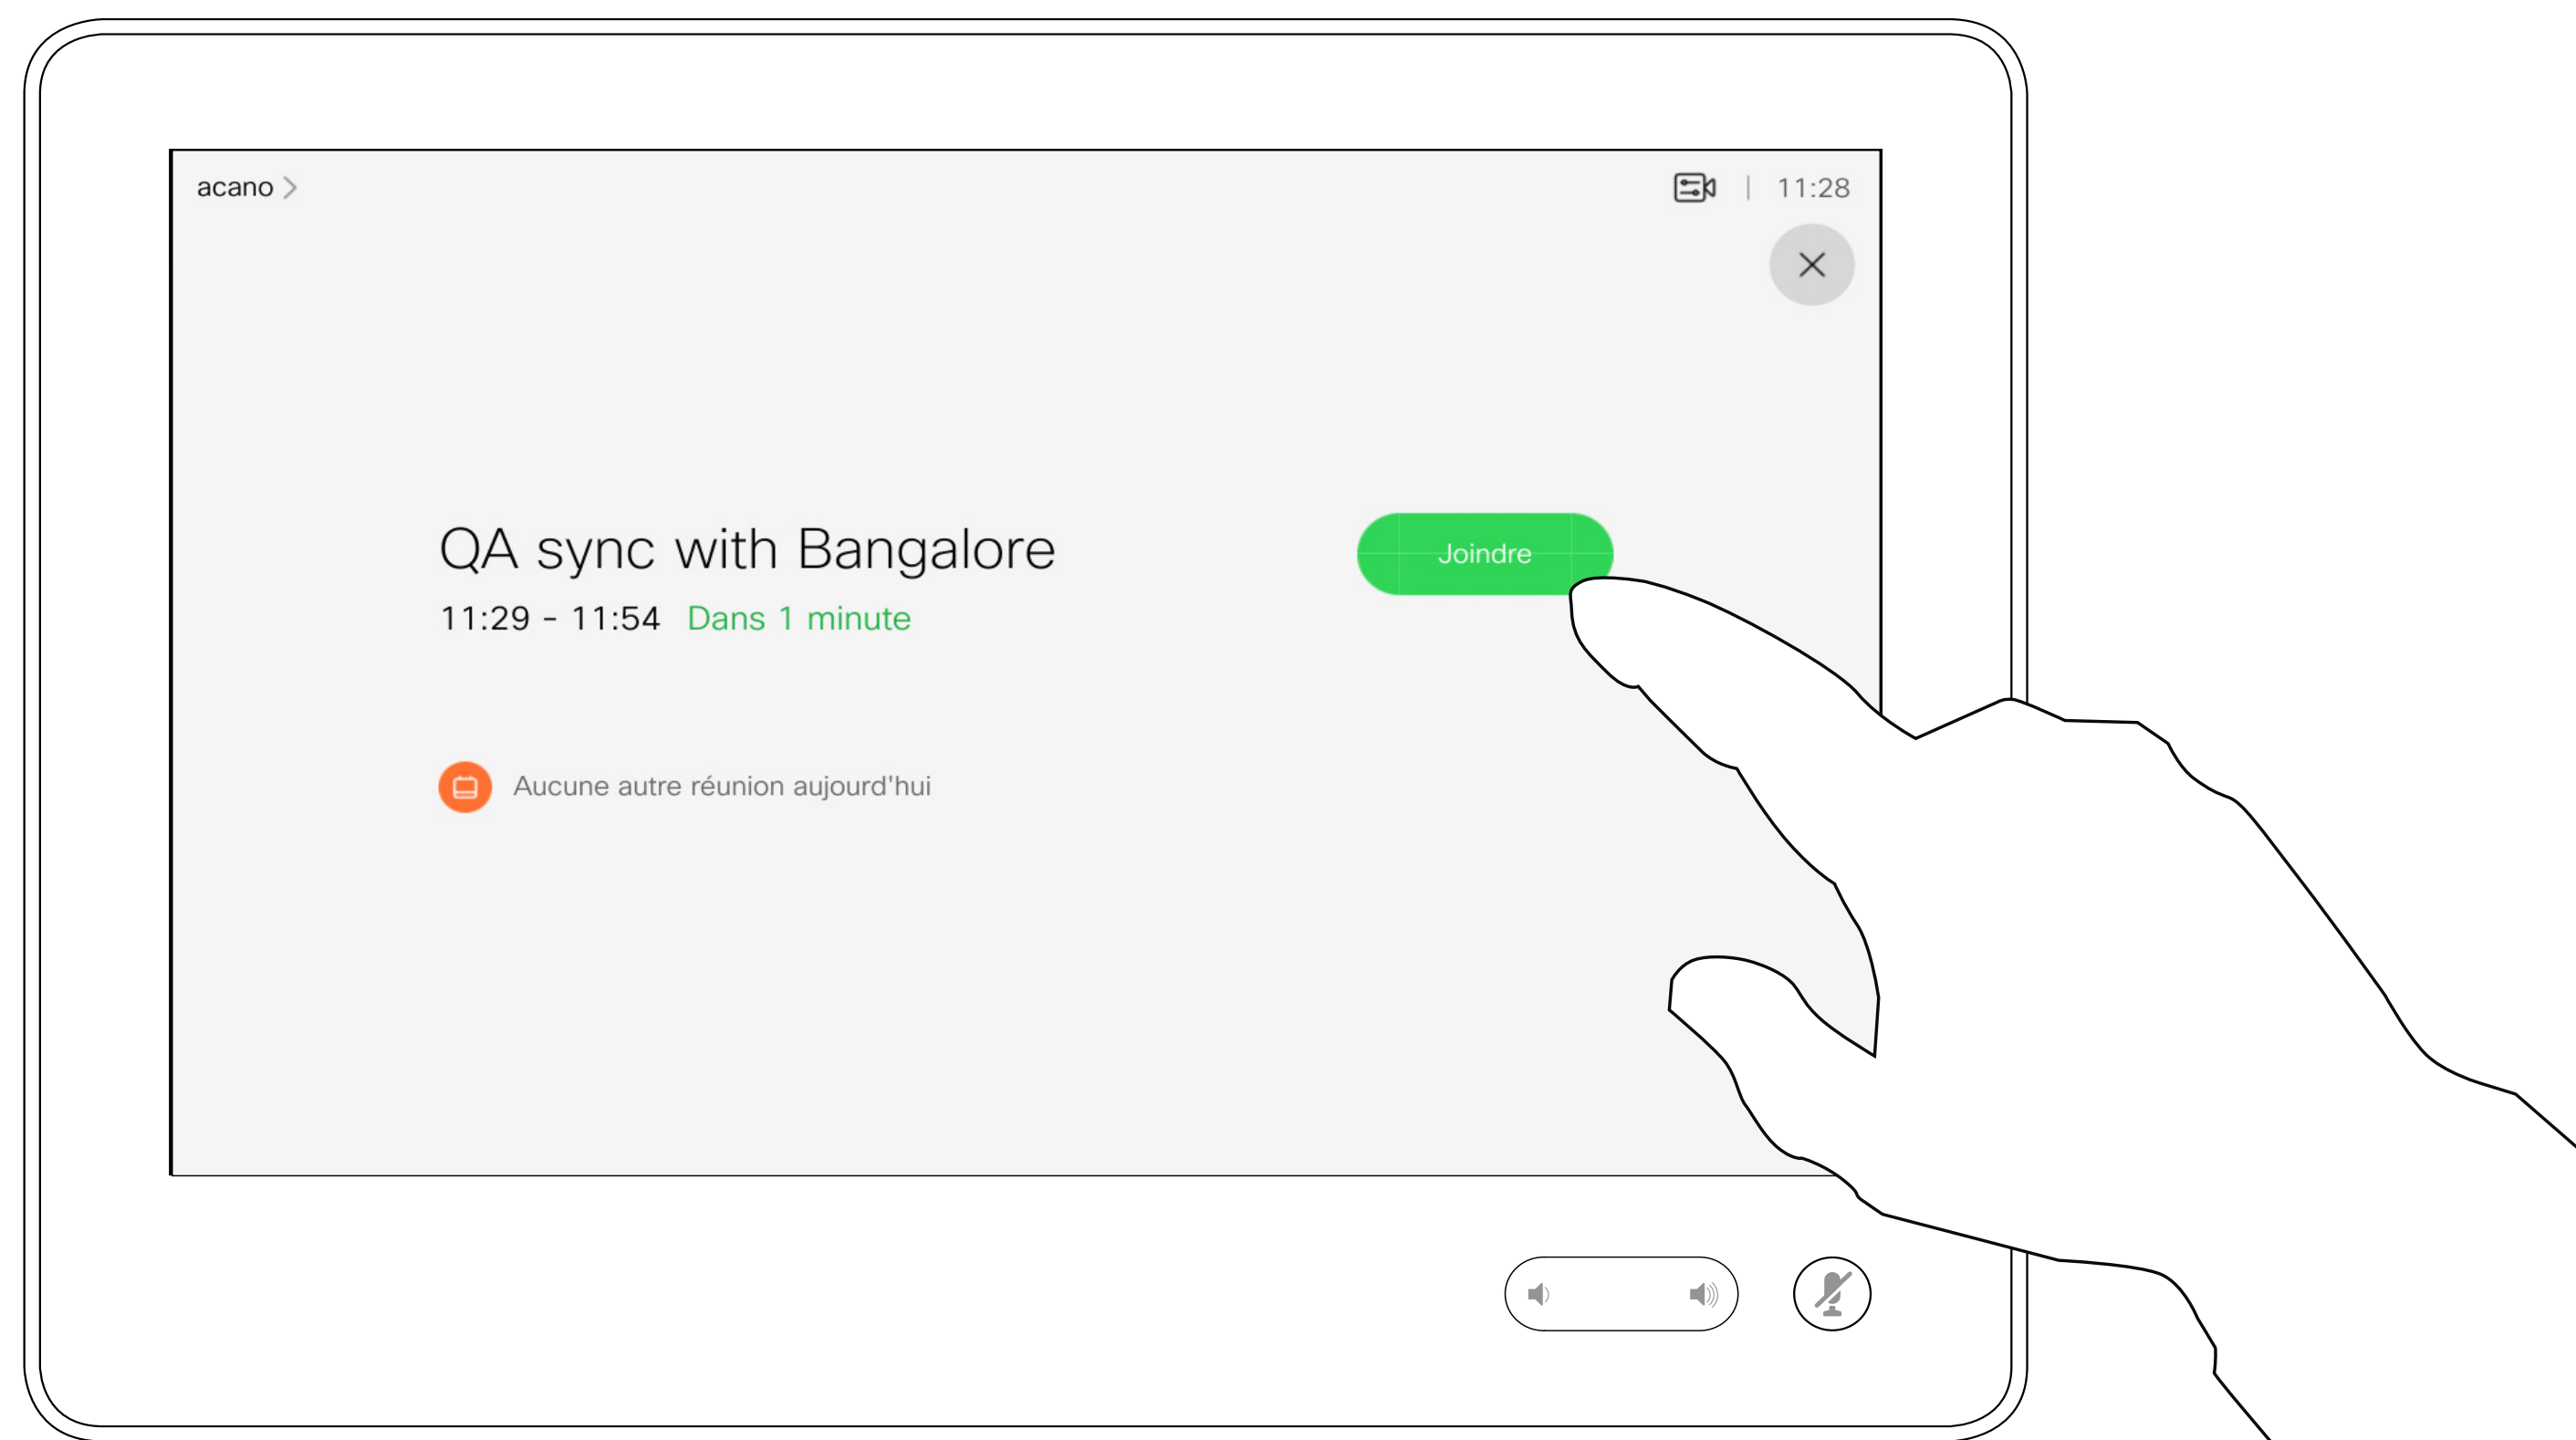 acano
11:28
QA sync with Bangalore
Joindre
11:29 - 11:54 Dans 1 minute
Aucune autre réunion aujourd'hui